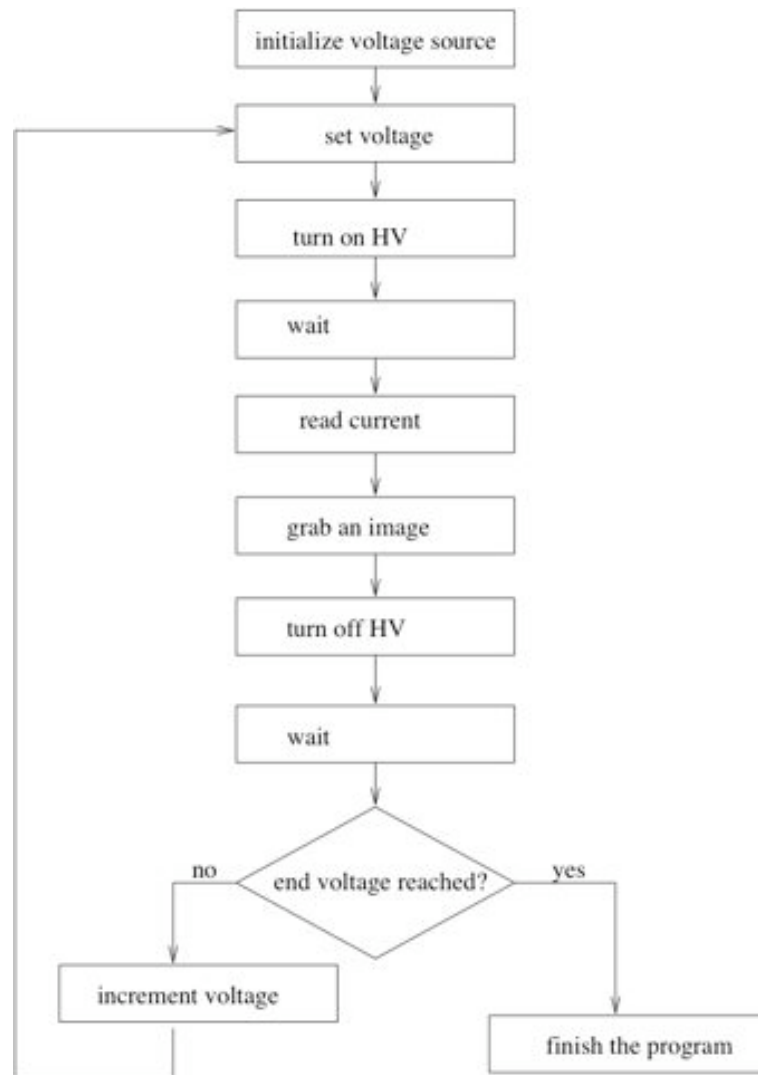 initialize voltage source
set voltage
turn on HV
wait
read current
grab an image
turn off HV
wait
end voltage reached?
no
yes
increment voltage
finish the program